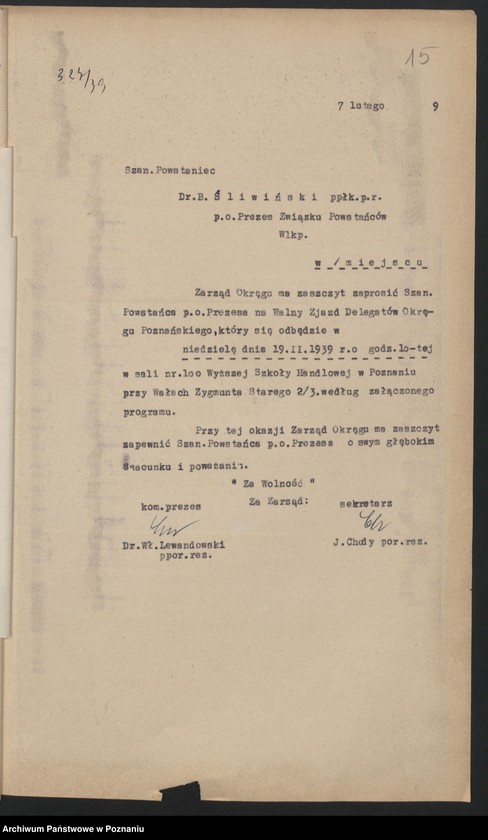 15
323/39
7 lutego 9
Szan.Powstaniec
Dr.B. Ś l i w i ń s k i ppłk.p.r.
p.o.Prezes Związku Powstańców
Wlkp.
w /m i e j s c u
Zarząd Okręgu ma zaszczyt zaprosić Szan.
Powstańca p.o.Prezesa na Walny Zjazd Delegatów Okrę-
gu Poznańskiego,który się odbędzie w
niedzielę dnia 19.II.1939 r.o godz.10-tej
w sali nr.100 Wyższej Szkoły Handlowej w Poznaniu
przy Wałach Zygmunta Starego 2/3.według załączonego
programu.
Przy tej okazji Zarząd Okręgu ma zaszczyt
zapewnić Szan.Powstańca p.o.Prezesa o swym głębokim
szacunku i poważaniu.
" Za Wolność "
Za Zarząd:
kom.prezes sekretarz
Dr.Wł.Lewandowski J.Chudy por.rez.
ppor.rez.
Archiwum Państwowe w Poznaniu